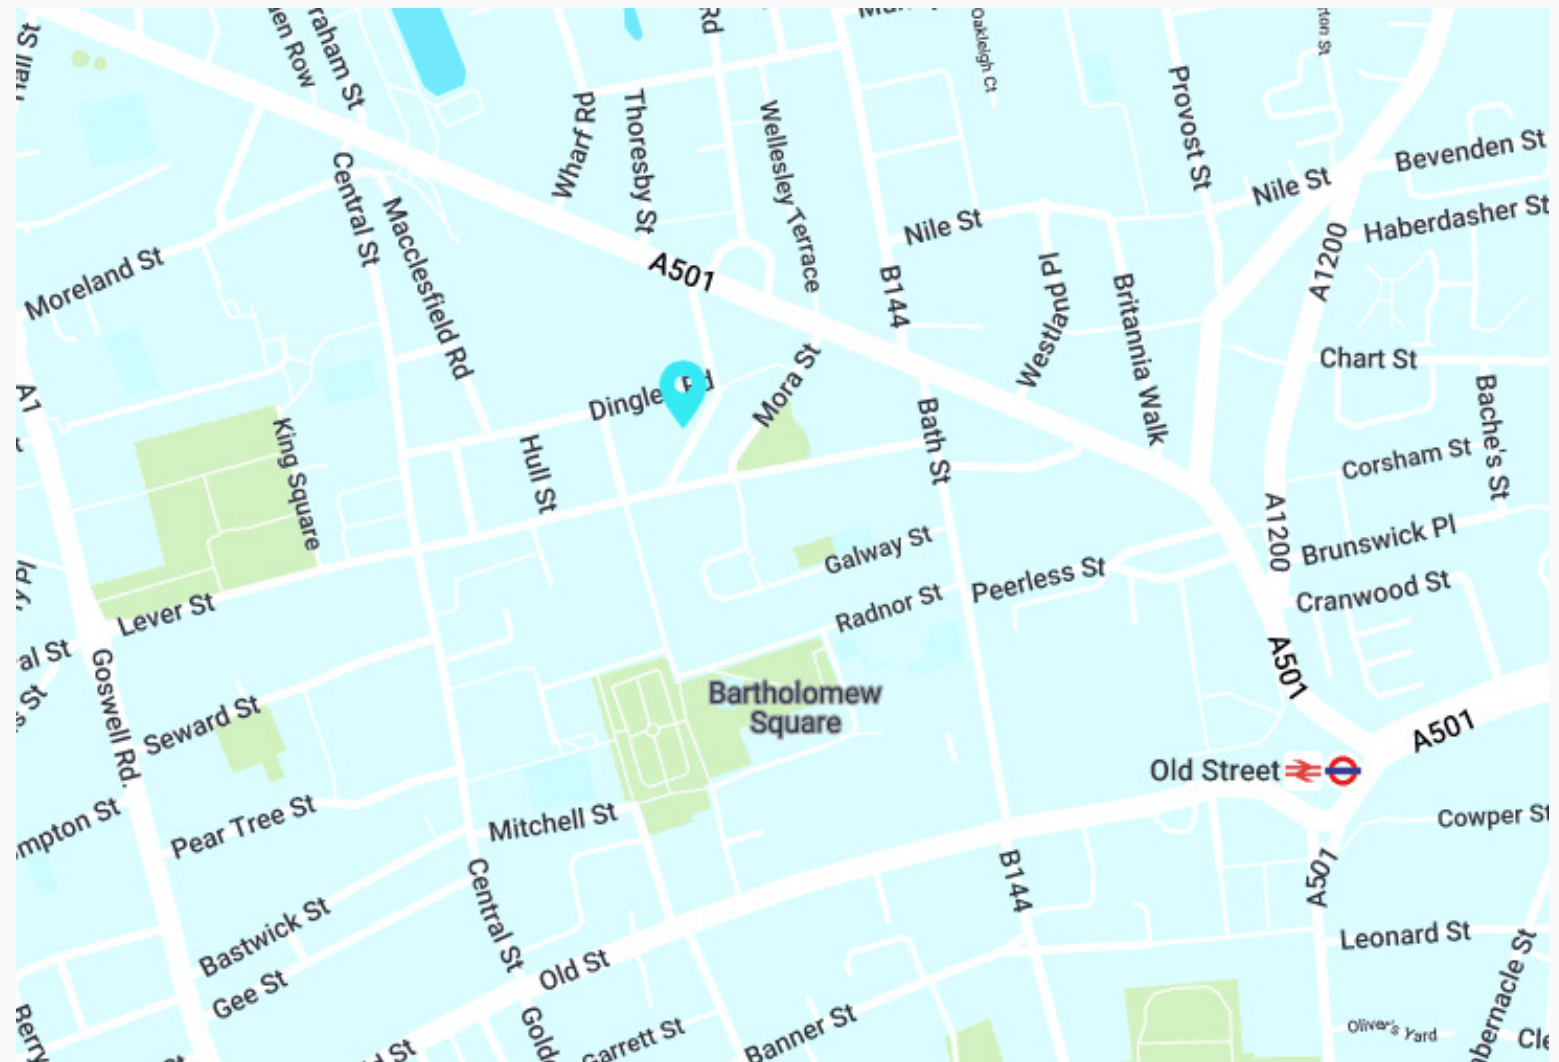 Rd
Oakleigh Ct
Provost St
Bevenden St
Nile St
Haberdasher St
Wharf Rd
Thoresby St
Wellesley Terrace
Central St
Macclesfield Rd
Moreland St
A501
Nile St
B144
Britannia Walk
A1200
Chart St
A1
Dingle
Mora St
Bath St
Bache's St
King Square
Hull St
Corsham St
A1200
Brunswick Pl
Galway St
Peerless St
Cranwood St
Lever St
Radnor St
Goswell Rd.
Seward St
Bartholomew
Square
A501
A501
Old Street
Pear Tree St
Mitchell St
Cowper St
Central St
B144
A501
Bastwick St
Gee St
Old St
Leonard St
Banner St
Oliver's Yard